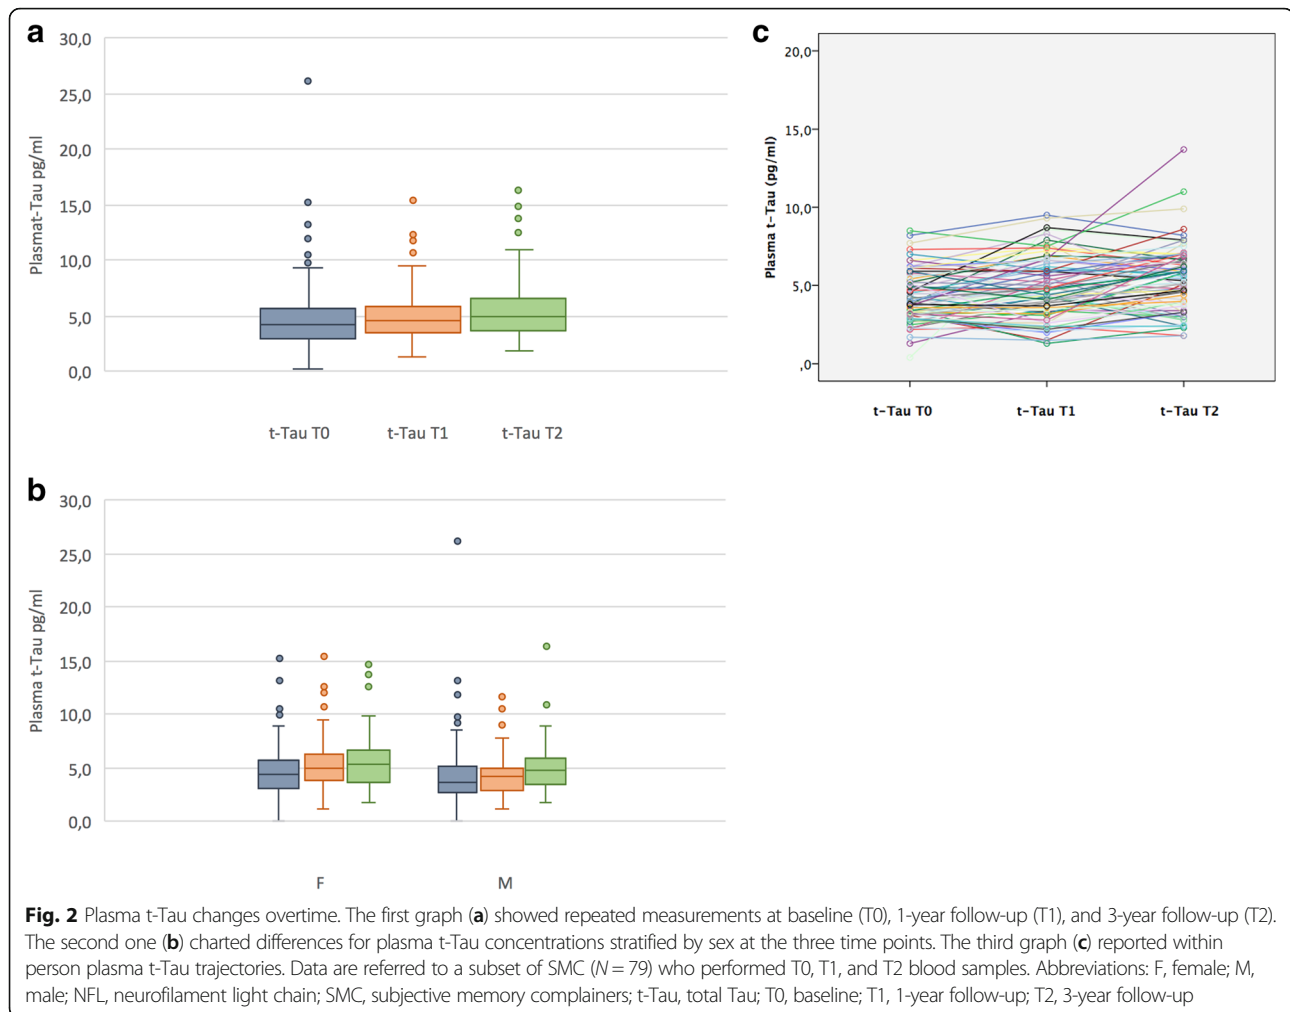 a
30,0
25,0
20,0
15,0
10,0
5,0
0,0
Plasmat-Tau pg/ml
t-Tau T0
t-Tau T1
t-Tau T2
c
20,0
15,0
10,0
5,0
,0
Plasma t-Tau (pg/ml)
t-Tau T0
t-Tau T1
t-Tau T2
b
30,0
25,0
20,0
15,0
10,0
5,0
0,0
Plasma t-Tau pg/ml
F
M
Fig. 2 Plasma t-Tau changes overtime. The first graph (a) showed repeated measurements at baseline (T0), 1-year follow-up (T1), and 3-year follow-up (T2).
The second one (b) charted differences for plasma t-Tau concentrations stratified by sex at the three time points. The third graph (c) reported within
person plasma t-Tau trajectories. Data are referred to a subset of SMC (N = 79) who performed T0, T1, and T2 blood samples. Abbreviations: F, female; M,
male; NFL, neurofilament light chain; SMC, subjective memory complainers; t-Tau, total Tau; T0, baseline; T1, 1-year follow-up; T2, 3-year follow-up